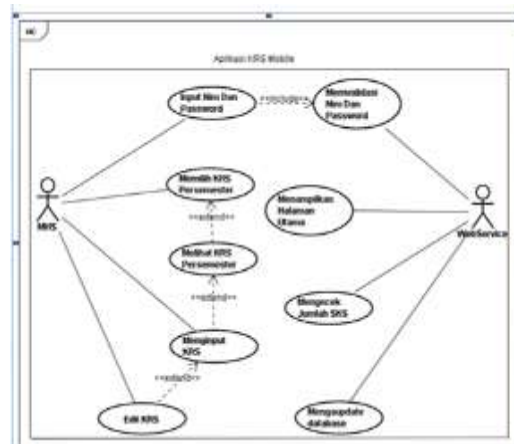 uc
Aplikasi KRS Mobile
Input Nim Dan
Password
<<include>>
Memvalidasi
Nim Dan
Password
Memilih KRS
Persemester
<<extend>>
MHS
Menampilkan
Halaman
Utama
WebService
Melihat KRS
Persemester
<<extend>>
Mengecek
Jumlah SKS
Menginput
KRS
<<extend>>
Edit KRS
Mengupdate
database